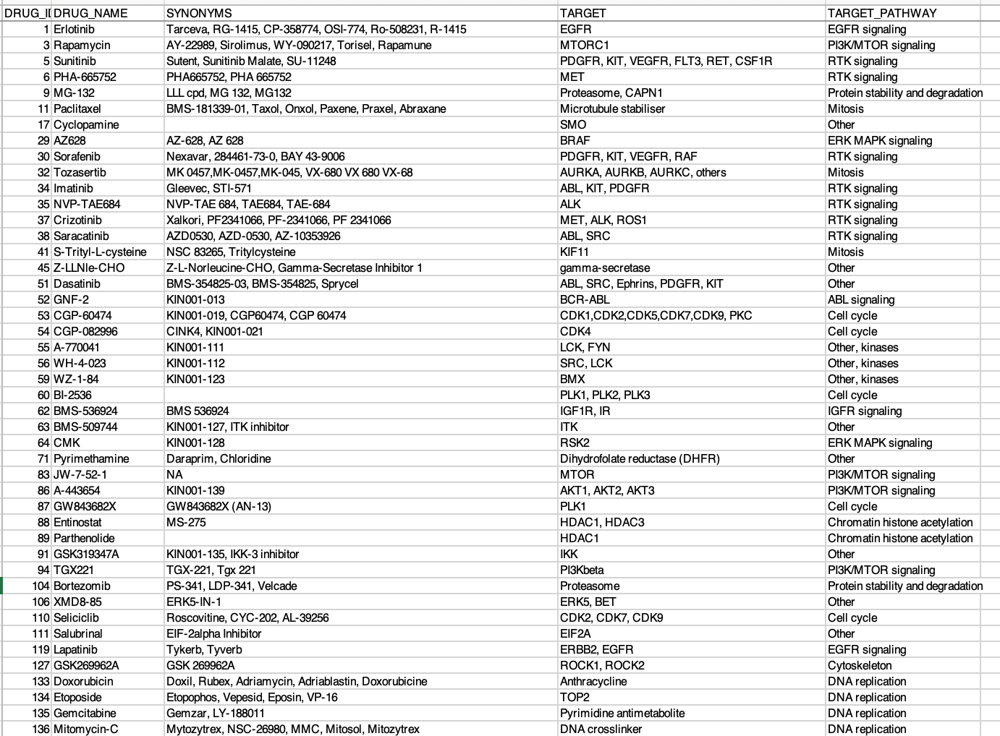 DRUG_I DRUG_NAME SYNONYMS TARGET TARGET_PATHWAY
1 Erlotinib Tarceva, RG-1415, CP-358774, OSI-774, Ro-508231, R-1415 EGFR EGFR signaling
3 Rapamycin AY-22989, Sirolimus, WY-090217, Torisel, Rapamune MTORC1 PI3K/MTOR signaling
5 Sunitinib Sutent, Sunitinib Malate, SU-11248 PDGFR, KIT, VEGFR, FLT3, RET, CSF1R RTK signaling
6 PHA-665752 PHA665752, PHA 665752 MET RTK signaling
9 MG-132 LLL cpd, MG 132, MG132 Proteasome, CAPN1 Protein stability and degradation
11 Paclitaxel BMS-181339-01, Taxol, Onxol, Paxene, Praxel, Abraxane Microtubule stabiliser Mitosis
17 Cyclopamine SMO Other
29 AZ628 AZ-628, AZ 628 BRAF ERK MAPK signaling
30 Sorafenib Nexavar, 284461-73-0, BAY 43-9006 PDGFR, KIT, VEGFR, RAF RTK signaling
32 Tozasertib MK 0457,MK-0457,MK-045, VX-680 VX 680 VX-68 AURKA, AURKB, AURKC, others Mitosis
34 Imatinib Gleevec, STI-571 ABL, KIT, PDGFR RTK signaling
35 NVP-TAE684 NVP-TAE 684, TAE684, TAE-684 ALK RTK signaling
37 Crizotinib Xalkori, PF2341066, PF-2341066, PF 2341066 MET, ALK, ROS1 RTK signaling
38 Saracatinib AZD0530, AZD-0530, AZ-10353926 ABL, SRC RTK signaling
41 S-Trityl-L-cysteine NSC 83265, Tritylcysteine KIF11 Mitosis
45 Z-LLNle-CHO Z-L-Norleucine-CHO, Gamma-Secretase Inhibitor 1 gamma-secretase Other
51 Dasatinib BMS-354825-03, BMS-354825, Sprycel ABL, SRC, Ephrins, PDGFR, KIT Other
52 GNF-2 KIN001-013 BCR-ABL ABL signaling
53 CGP-60474 KIN001-019, CGP60474, CGP 60474 CDK1,CDK2,CDK5,CDK7,CDK9, PKC Cell cycle
54 CGP-082996 CINK4, KIN001-021 CDK4 Cell cycle
55 A-770041 KIN001-111 LCK, FYN Other, kinases
56 WH-4-023 KIN001-112 SRC, LCK Other, kinases
59 WZ-1-84 KIN001-123 BMX Other, kinases
60 BI-2536 PLK1, PLK2, PLK3 Cell cycle
62 BMS-536924 BMS 536924 IGF1R, IR IGFR signaling
63 BMS-509744 KIN001-127, ITK inhibitor ITK Other
64 CMK KIN001-128 RSK2 ERK MAPK signaling
71 Pyrimethamine Daraprim, Chloridine Dihydrofolate reductase (DHFR) Other
83 JW-7-52-1 NA MTOR PI3K/MTOR signaling
86 A-443654 KIN001-139 AKT1, AKT2, AKT3 PI3K/MTOR signaling
87 GW843682X GW843682X (AN-13) PLK1 Cell cycle
88 Entinostat MS-275 HDAC1, HDAC3 Chromatin histone acetylation
89 Parthenolide HDAC1 Chromatin histone acetylation
91 GSK319347A KIN001-135, IKK-3 inhibitor IKK Other
94 TGX221 TGX-221, Tgx 221 PI3Kbeta PI3K/MTOR signaling
104 Bortezomib PS-341, LDP-341, Velcade Proteasome Protein stability and degradation
106 XMD8-85 ERK5-IN-1 ERK5, BET Other
110 Seliciclib Roscovitine, CYC-202, AL-39256 CDK2, CDK7, CDK9 Cell cycle
111 Salubrinal EIF-2alpha Inhibitor EIF2A Other
119 Lapatinib Tykerb, Tyverb ERBB2, EGFR EGFR signaling
127 GSK269962A GSK 269962A ROCK1, ROCK2 Cytoskeleton
133 Doxorubicin Doxil, Rubex, Adriamycin, Adriablastin, Doxorubicine Anthracycline DNA replication
134 Etoposide Etopophos, Vepesid, Eposin, VP-16 TOP2 DNA replication
135 Gemcitabine Gemzar, LY-188011 Pyrimidine antimetabolite DNA replication
136 Mitomycin-C Mytozytrex, NSC-26980, MMC, Mitosol, Mitozytrex DNA crosslinker DNA replication